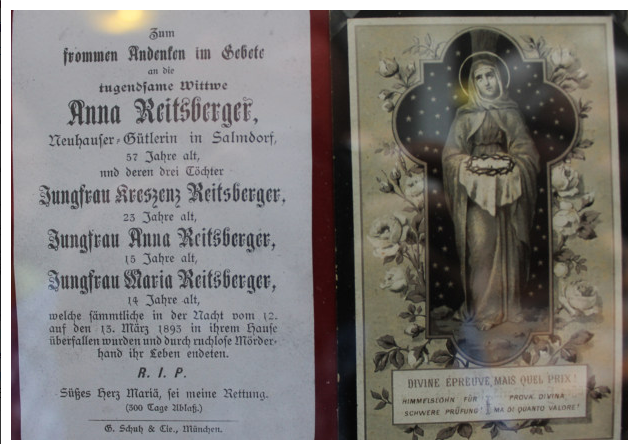 Zum
frommen Andenken im Gebete
an die
tugendsame Wittwe
Anna Reitsberger,
Neuhauser-Gütlerin in Salmdorf,
57 Jahre alt,
und deren drei Töchter
Jungfrau Kreszenz Reitsberger,
23 Jahre alt,
Jungfrau Anna Reitsberger,
15 Jahre alt,
Jungfrau Maria Reitsberger,
14 Jahre alt,
welche sämmtliche in der Nacht vom 12.
auf den 13. März 1893 in ihrem Hause
überfallen wurden und durch ruchlose Mörder-
hand ihr Leben endeten.
R. I. P.
Süßes Herz Mariä, sei meine Rettung.
(300 Tage Ablaß.)
G. Schuh & Cie., München.
DIVINE ÉPREUVE, MAIS QUEL PRIX!
HIMMELSLOHN FÜR
SCHWERE PRÜFUNG!
PROVA DIVINA
MA DI QUANTO VALORE!